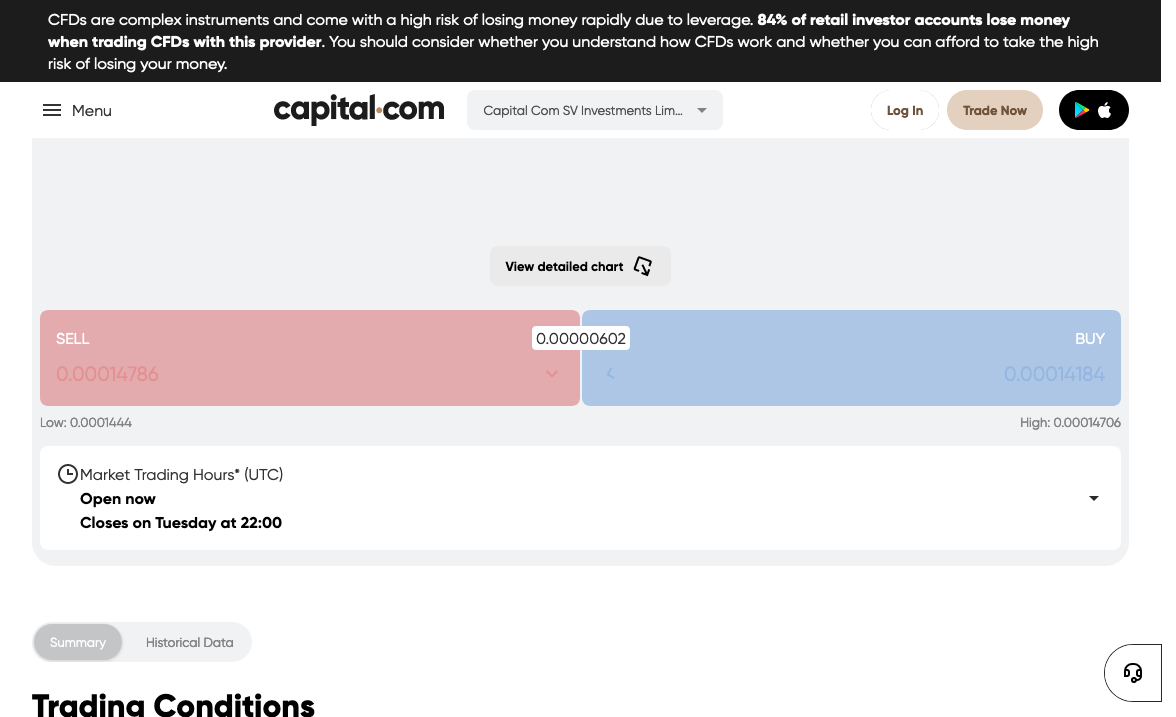 CFDs are complex instruments and come with a high risk of losing money rapidly due to leverage. 84% of retail investor accounts lose money
when trading CFDs with this provider. You should consider whether you understand how CFDs work and whether you can afford to take the high
risk of losing your money.
Menu
capital.com
Capital Com SV Investments Lim...
Log In
Trade Now
View detailed chart
SELL
0.00000602
BUY
0.00014786
0.00014184
Low: 0.0001444
High: 0.00014706
Market Trading Hours* (UTC)
Open now
Closes on Tuesday at 22:00
Summary
Historical Data
Trading Conditions